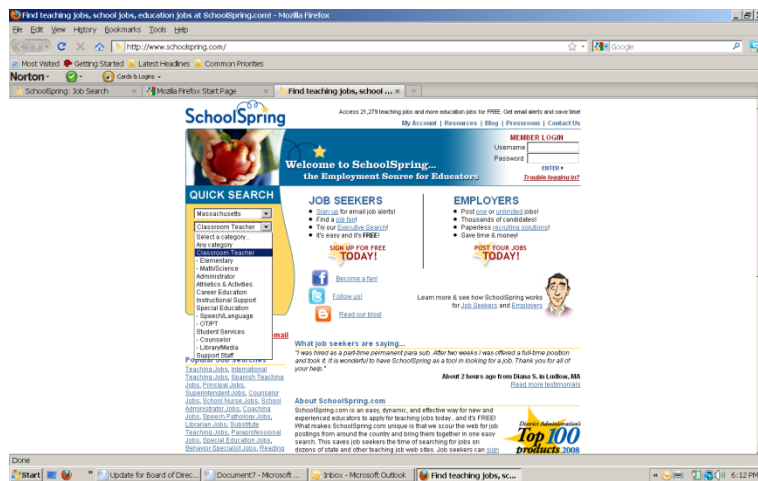 Find teaching jobs, school jobs, education jobs at SchoolSpring.com! - Mozilla Firefox
File Edit View History Bookmarks Tools Help
http://www.schoolspring.com/
Google
Most Visited Getting Started Latest Headlines Common Priorities
Norton - Cards & Logins -
SchoolSpring: Job Search × Mozilla Firefox Start Page × Find teaching jobs, school ... ×
SchoolSpring
Access 21,279 teaching jobs and more education jobs for FREE. Get email alerts and save time!
My Account | Resources | Blog | Pressroom | Contact Us
MEMBER LOGIN
Username
Password
ENTER
Trouble logging in?
Welcome to SchoolSpring...
the Employment Source for Educators
QUICK SEARCH
Massachusetts
Classroom Teacher
Select a category...
Any category
Classroom Teacher
- Elementary
- Math/Science
Administrator
Athletics & Activities
Career Education
Instructional Support
Special Education
- Speech/Language
- OT/PT
Student Services
- Counselor
- Library/Media
Support Staff
mail
JOB SEEKERS
• Sign up for email job alerts!
• Find a job fair!
• Try our Executive Search!
• It's easy and it's FREE!
SIGN UP FOR FREE
TODAY!
EMPLOYERS
• Post one or unlimited jobs!
• Thousands of candidates!
• Paperless recruiting solutions!
• Save time & money!
POST YOUR JOBS
TODAY!
Become a fan!
Follow us!
Read our blog!
Learn more & see how SchoolSpring works
for Job Seekers and Employers
Popular Job Searches
Teaching Jobs, International
Teaching Jobs, Spanish Teaching
Jobs, Principal Jobs,
Superintendent Jobs, Counselor
Jobs, School Nurse Jobs, School
Administrator Jobs, Coaching
Jobs, Speech Pathology Jobs,
Librarian Jobs, Substitute
Teaching Jobs, Paraprofessional
Jobs, Special Education Jobs,
Behavior Specialist Jobs, Reading
What job seekers are saying...
"I was hired as a part-time permanent para sub. After two weeks I was offered a full-time position
and took it. It is wonderful to have SchoolSpring as a tool in looking for a job. Thank you for all of
your help."
About 2 hours ago from Diana S. in Ludlow, MA
Read more testimonials
About SchoolSpring.com
SchoolSpring.com is an easy, dynamic, and effective way for new and
experienced educators to apply for teaching jobs today...and it's FREE!
What makes SchoolSpring.com unique is that we scour the web for job
postings from around the country and bring them together in one easy
search. This saves job seekers the time of searching for jobs on
dozens of state and other teaching job web sites. Job seekers can sign
District Administration's
Top 100
products 2008
Done
Start " Update for Board of Direc... Document7 - Microsoft ... Inbox - Microsoft Outlook Find teaching jobs, sc... 6:12 PM